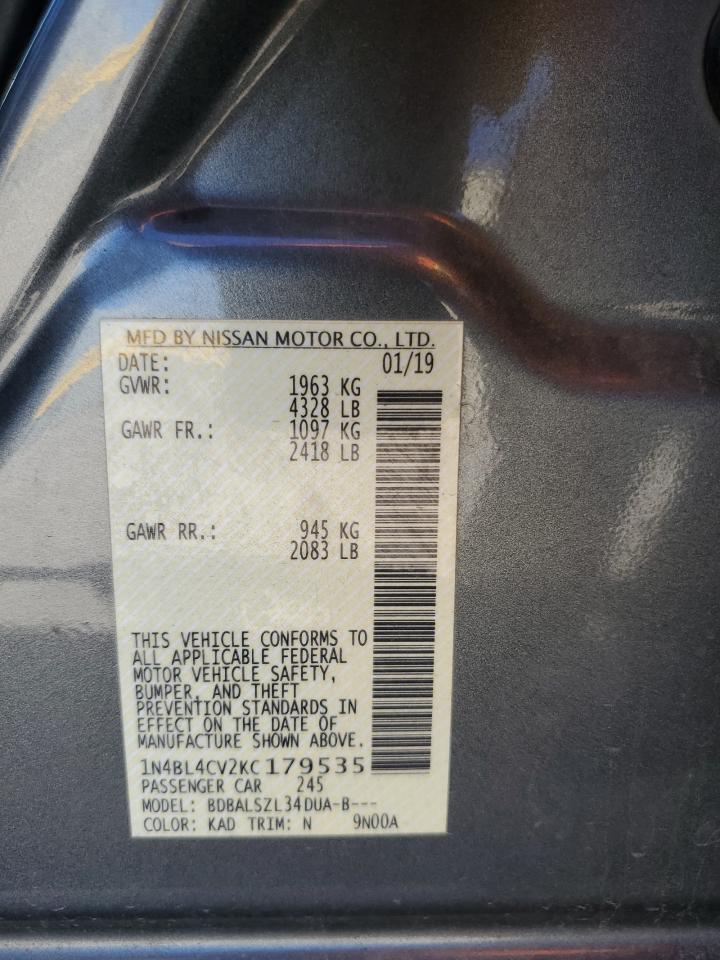 MFD BY NISSAN MOTOR CO., LTD.
DATE: 01/19
GVWR: 1963 KG
4328 LB
GAWR FR.: 1097 KG
2418 LB
GAWR RR.: 945 KG
2083 LB
THIS VEHICLE CONFORMS TO
ALL APPLICABLE FEDERAL
MOTOR VEHICLE SAFETY,
BUMPER, AND THEFT
PREVENTION STANDARDS IN
EFFECT ON THE DATE OF
MANUFACTURE SHOWN ABOVE.
1N4BL4CV2KC179535
PASSENGER CAR 245
MODEL: BDBALSZL34DUA-B---
COLOR: KAD TRIM: N 9N00A